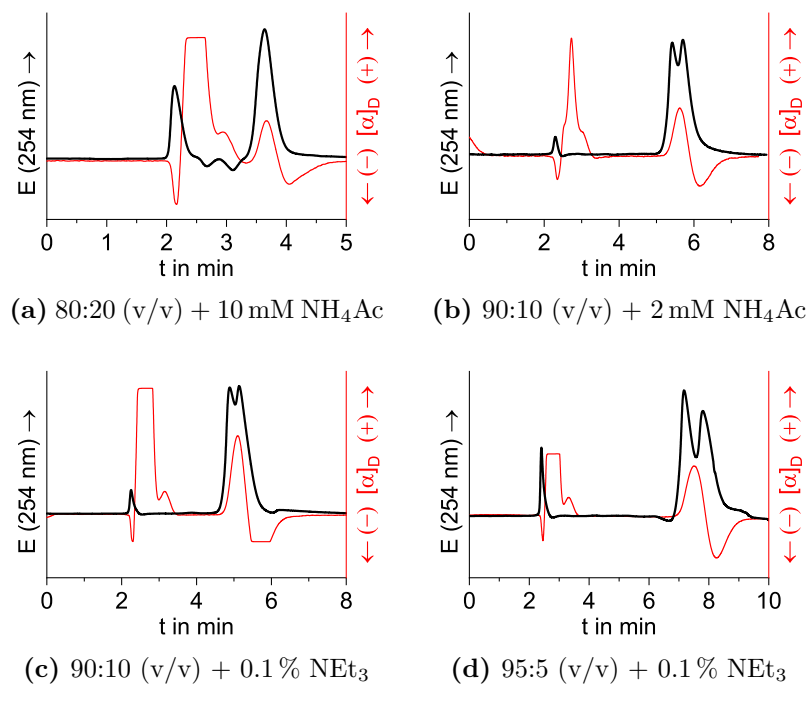 E (254 nm) →
← (−) [α]D (+) →
0 1 2 3 4 5
t in min
(a) 80:20 (v/v) + 10 mM NH₄Ac
E (254 nm) →
← (−) [α]D (+) →
0 2 4 6 8
t in min
(b) 90:10 (v/v) + 2 mM NH₄Ac
E (254 nm) →
← (−) [α]D (+) →
0 2 4 6 8
t in min
(c) 90:10 (v/v) + 0.1 % NEt₃
E (254 nm) →
← (−) [α]D (+) →
0 2 4 6 8 10
t in min
(d) 95:5 (v/v) + 0.1 % NEt₃